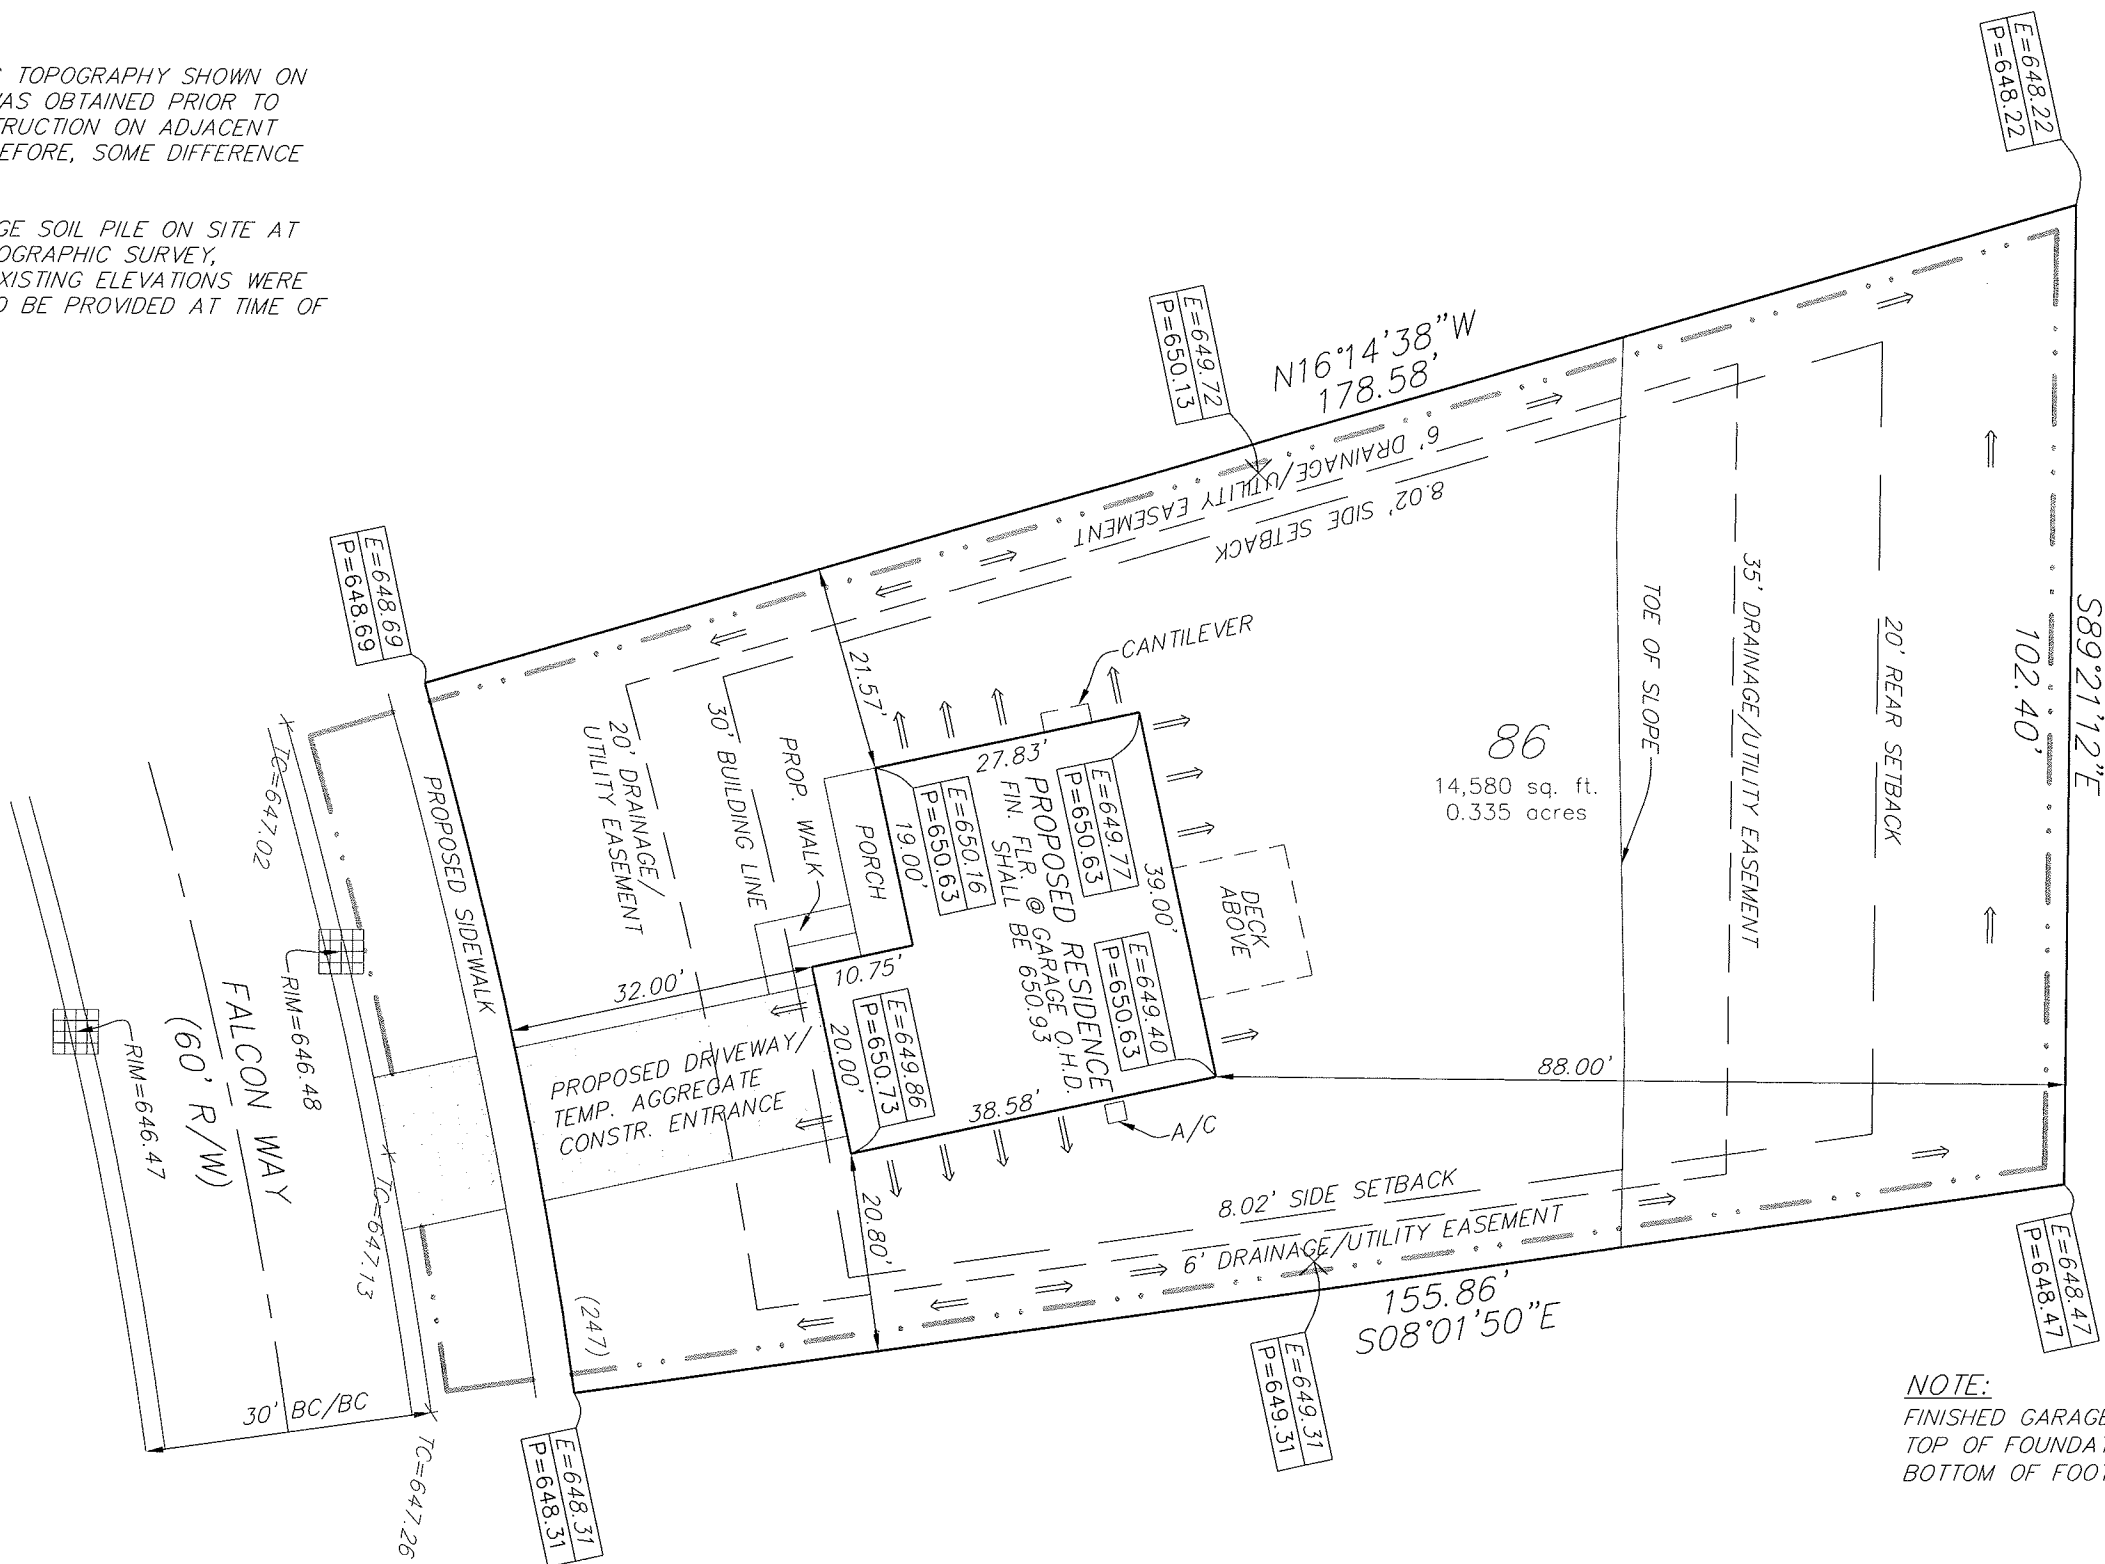 TOPOGRAPHY SHOWN ON
WAS OBTAINED PRIOR TO
TRUCTION ON ADJACENT
EFORE, SOME DIFFERENCE
GE SOIL PILE ON SITE AT
OGRAPHIC SURVEY,
EXISTING ELEVATIONS WERE
O BE PROVIDED AT TIME OF
E=648.22
P=648.22
E=649.72
P=650.13
N16°14'38"W
178.58'
6' DRAINAGE/UTILITY EASEMENT
8.02' SIDE SETBACK
E=648.69
P=648.69
S89°21'12"E
102.40'
20' REAR SETBACK
35' DRAINAGE/UTILITY EASEMENT
TOE OF SLOPE
CANTILEVER
21.57'
27.83'
86
14,580 sq. ft.
0.335 acres
E=649.77
P=650.63
PROPOSED RESIDENCE
FIN. FLR. @ GARAGE O.H.D.
SHALL BE 650.93
E=650.16
P=650.63
19.00'
39.00'
PORCH
PROP. WALK
30' BUILDING LINE
20' DRAINAGE/
UTILITY EASEMENT
DECK
ABOVE
E=649.40
P=650.63
PROPOSED SIDEWALK
TC=647.02
10.75'
32.00'
E=649.86
P=650.73
20.00'
RIM=646.48
FALCON WAY
(60' R/W)
RIM=646.47
PROPOSED DRIVEWAY/
TEMP. AGGREGATE
CONSTR. ENTRANCE
38.58'
A/C
88.00'
TC=647.13
20.80'
8.02' SIDE SETBACK
6' DRAINAGE/UTILITY EASEMENT
155.86'
S08°01'50"E
(247)
E=648.47
P=648.47
E=649.31
P=649.31
30' BC/BC
TC=647.26
E=648.31
P=648.31
NOTE:
FINISHED GARAGE
TOP OF FOUNDAT
BOTTOM OF FOOT